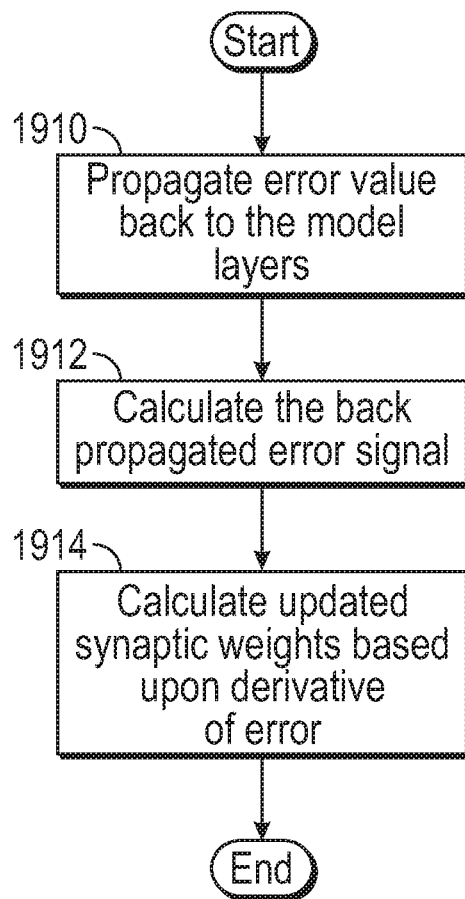 Start
1910
Propagate error value
back to the model
layers
1912
Calculate the back
propagated error signal
1914
Calculate updated
synaptic weights based
upon derivative
of error
End